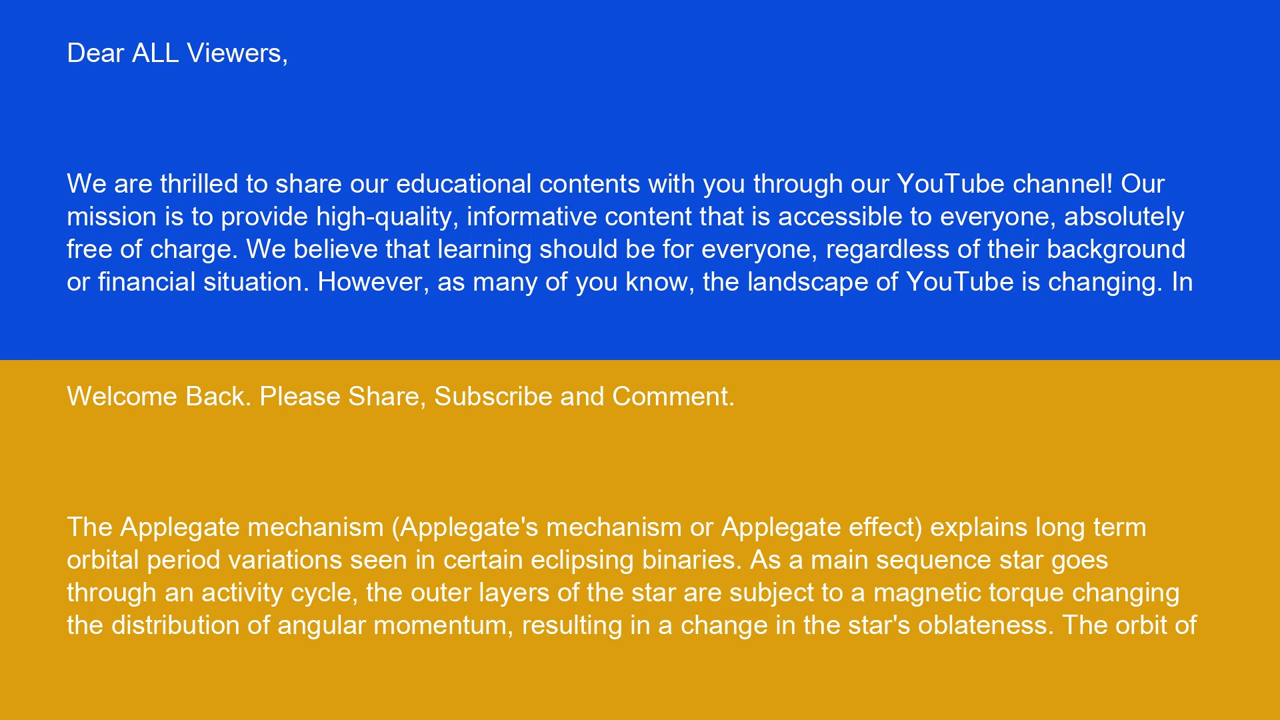 Dear ALL Viewers,
We are thrilled to share our educational contents with you through our YouTube channel! Our
mission is to provide high-quality, informative content that is accessible to everyone, absolutely
free of charge. We believe that learning should be for everyone, regardless of their background
or financial situation. However, as many of you know, the landscape of YouTube is changing. In
Welcome Back. Please Share, Subscribe and Comment.
The Applegate mechanism (Applegate's mechanism or Applegate effect) explains long term
orbital period variations seen in certain eclipsing binaries. As a main sequence star goes
through an activity cycle, the outer layers of the star are subject to a magnetic torque changing
the distribution of angular momentum, resulting in a change in the star's oblateness. The orbit of